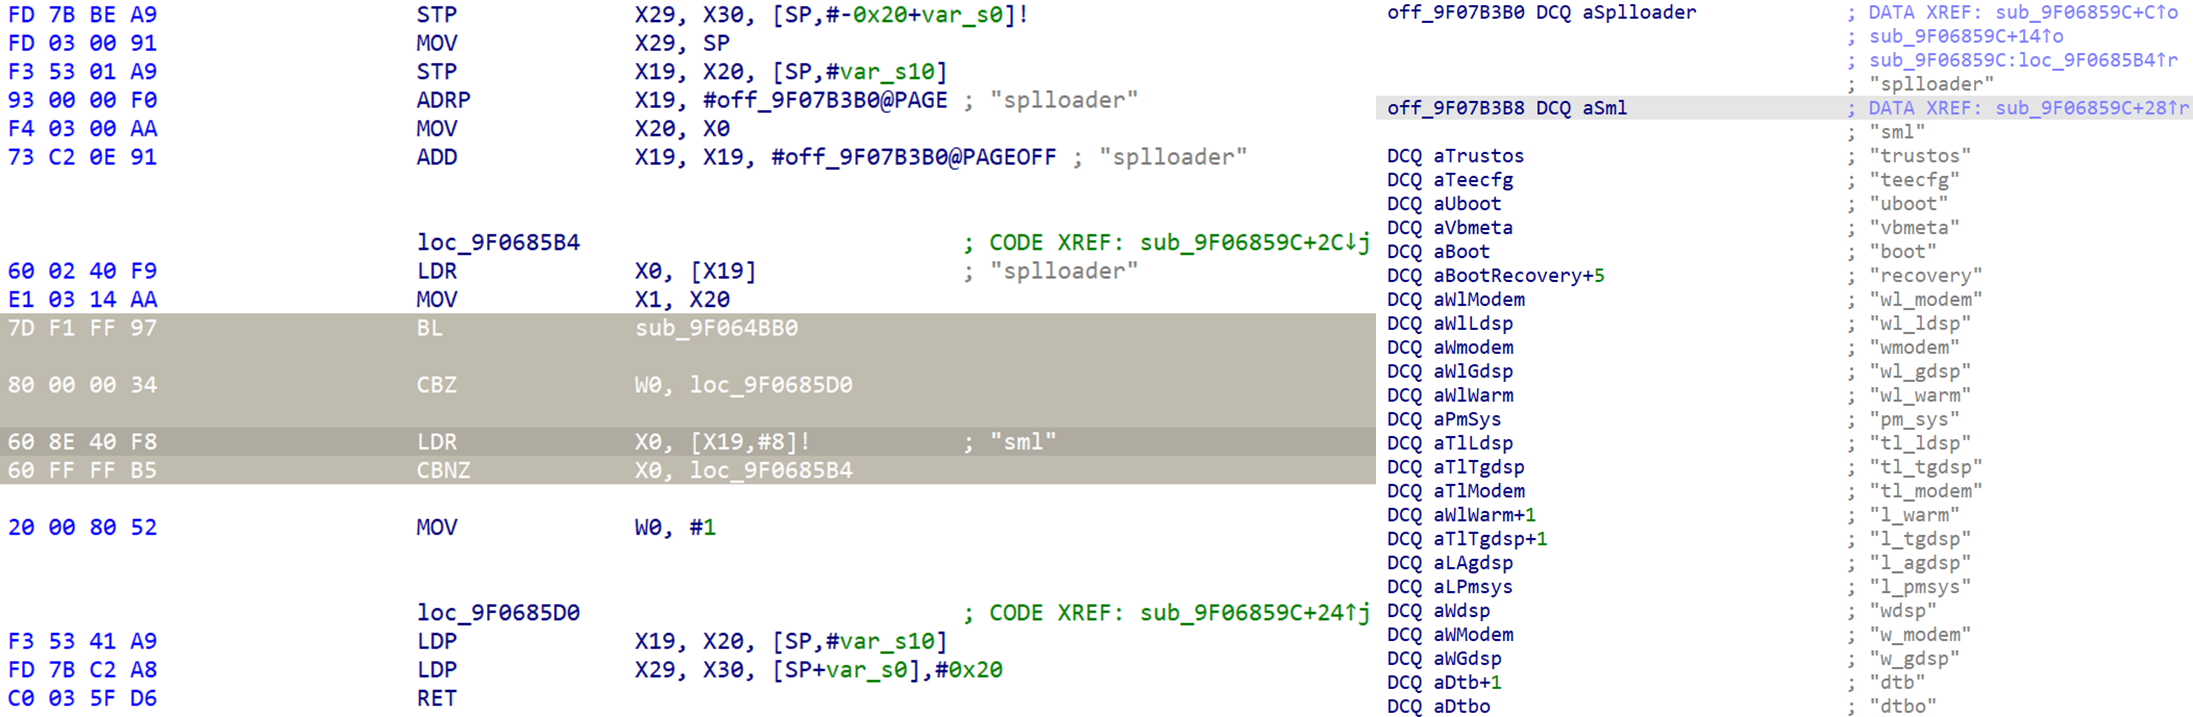 FD 7B BE A9 STP X29, X30, [SP,#-0x20+var_s0]!
FD 03 00 91 MOV X29, SP
F3 53 01 A9 STP X19, X20, [SP,#var_s10]
93 00 00 F0 ADRP X19, #off_9F07B3B0@PAGE ; "splloader"
F4 03 00 AA MOV X20, X0
73 C2 0E 91 ADD X19, X19, #off_9F07B3B0@PAGEOFF ; "splloader"
loc_9F0685B4 ; CODE XREF: sub_9F06859C+2C↓j
60 02 40 F9 LDR X0, [X19] ; "splloader"
E1 03 14 AA MOV X1, X20
7D F1 FF 97 BL sub_9F064BB0
80 00 00 34 CBZ W0, loc_9F0685D0
60 8E 40 F8 LDR X0, [X19,#8]! ; "sml"
60 FF FF B5 CBNZ X0, loc_9F0685B4
20 00 80 52 MOV W0, #1
loc_9F0685D0 ; CODE XREF: sub_9F06859C+24↑j
F3 53 41 A9 LDP X19, X20, [SP,#var_s10]
FD 7B C2 A8 LDP X29, X30, [SP+var_s0],#0x20
C0 03 5F D6 RET
off_9F07B3B0 DCQ aSplloader ; DATA XREF: sub_9F06859C+C↑o
; sub_9F06859C+14↑o
; sub_9F06859C:loc_9F0685B4↑r
; "splloader"
off_9F07B3B8 DCQ aSml ; DATA XREF: sub_9F06859C+28↑r
; "sml"
DCQ aTrustos ; "trustos"
DCQ aTeecfg ; "teecfg"
DCQ aUboot ; "uboot"
DCQ aVbmeta ; "vbmeta"
DCQ aBoot ; "boot"
DCQ aBootRecovery+5 ; "recovery"
DCQ aWlModem ; "wl_modem"
DCQ aWlLdsp ; "wl_ldsp"
DCQ aWmodem ; "wmodem"
DCQ aWlGdsp ; "wl_gdsp"
DCQ aWlWarm ; "wl_warm"
DCQ aPmSys ; "pm_sys"
DCQ aTlLdsp ; "tl_ldsp"
DCQ aTlTgdsp ; "tl_tgdsp"
DCQ aTlModem ; "tl_modem"
DCQ aWlWarm+1 ; "l_warm"
DCQ aTlTgdsp+1 ; "l_tgdsp"
DCQ aLAgdsp ; "l_agdsp"
DCQ aLPmsys ; "l_pmsys"
DCQ aWdsp ; "wdsp"
DCQ aWModem ; "w_modem"
DCQ aWGdsp ; "w_gdsp"
DCQ aDtb+1 ; "dtb"
DCQ aDtbo ; "dtbo"